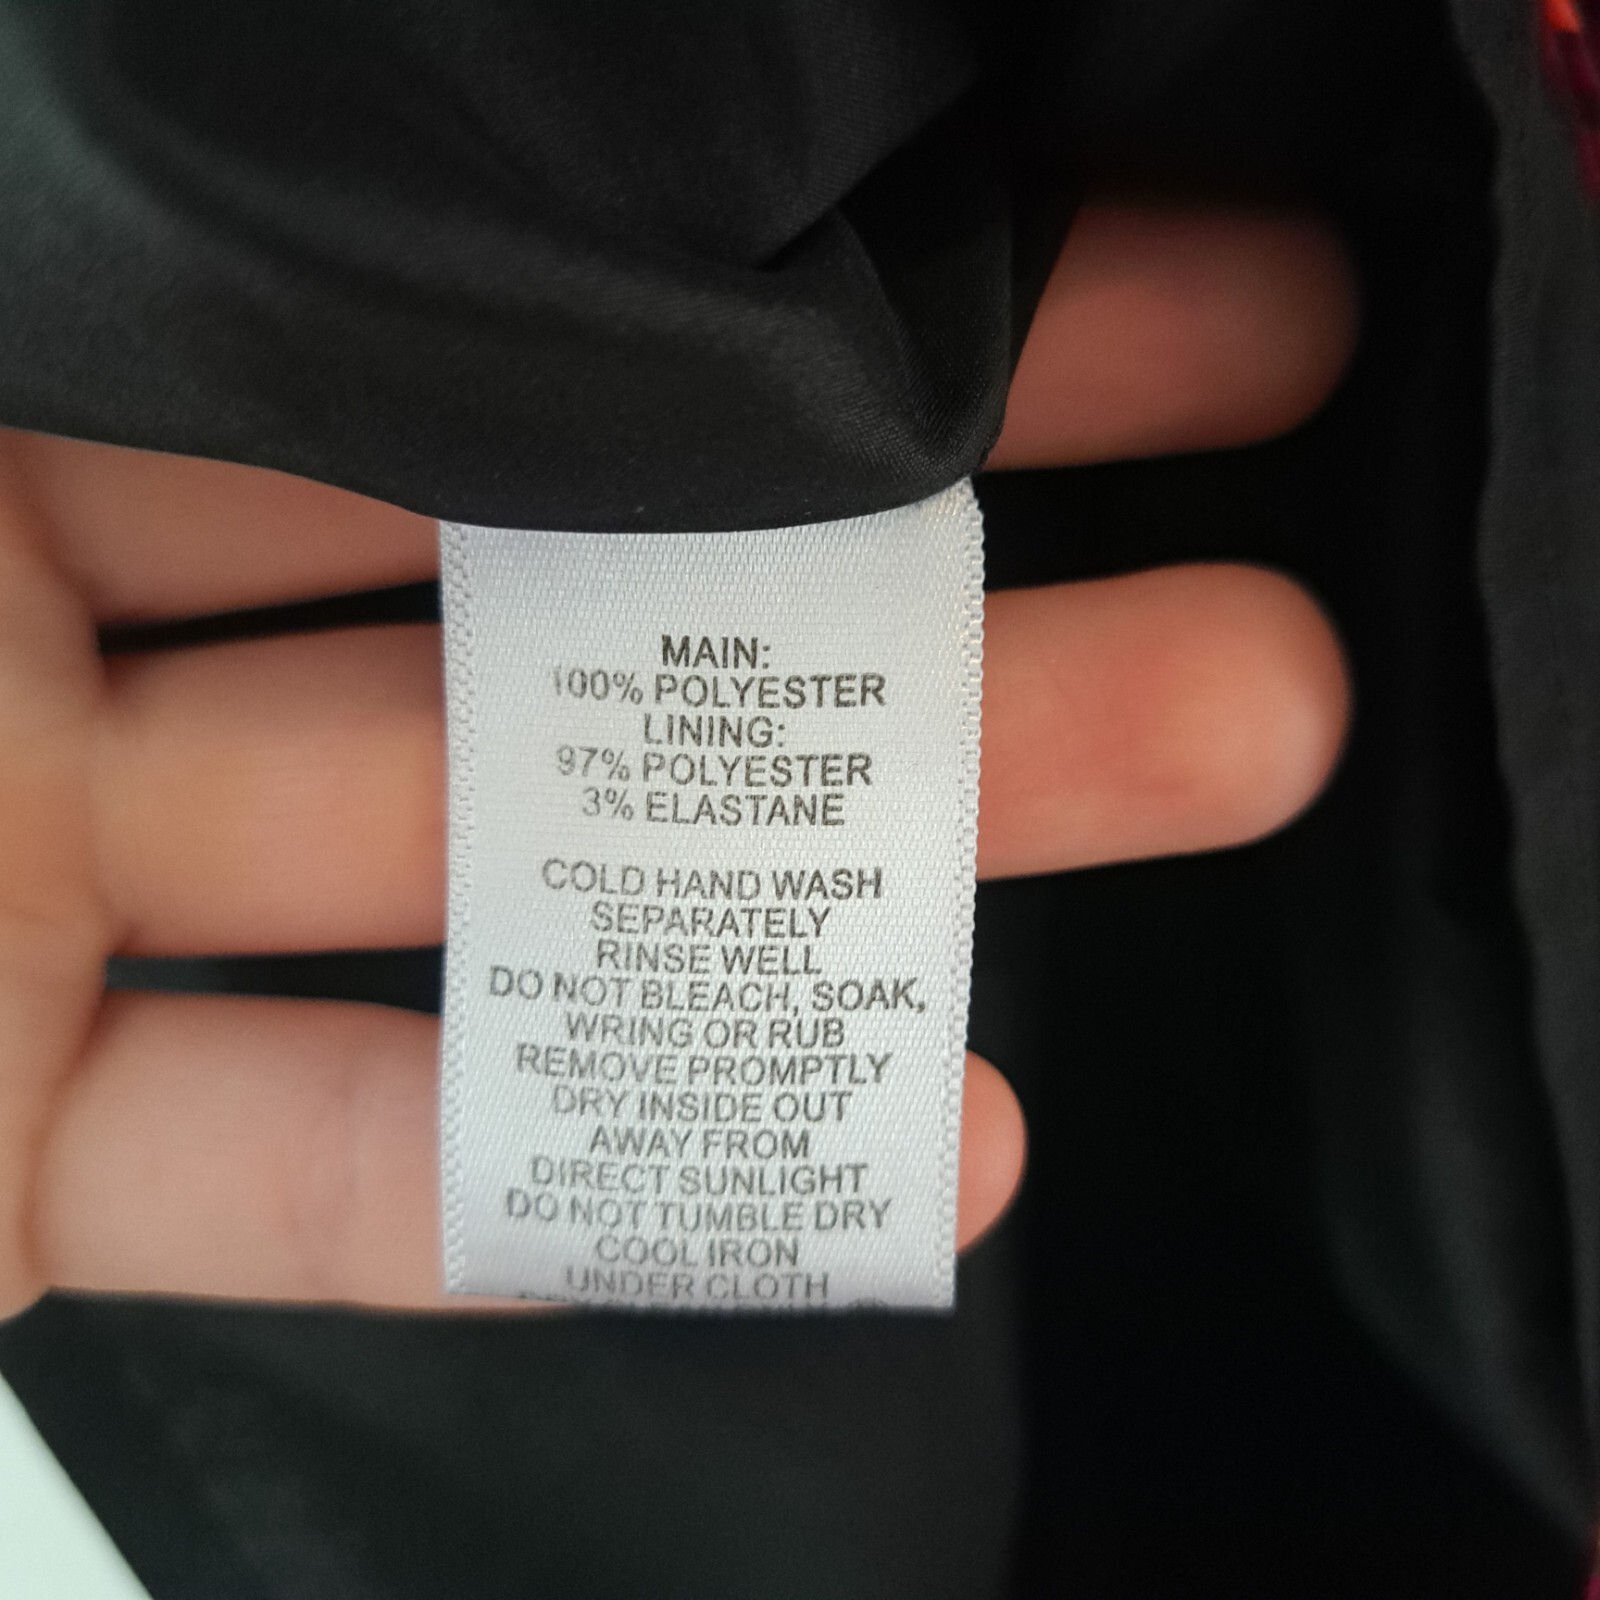 MAIN:
100% POLYESTER
LINING:
97% POLYESTER
3% ELASTANE
COLD HAND WASH
SEPARATELY
RINSE WELL
DO NOT BLEACH, SOAK,
WRING OR RUB
REMOVE PROMPTLY
DRY INSIDE OUT
AWAY FROM
DIRECT SUNLIGHT
DO NOT TUMBLE DRY
COOL IRON
UNDER CLOTH